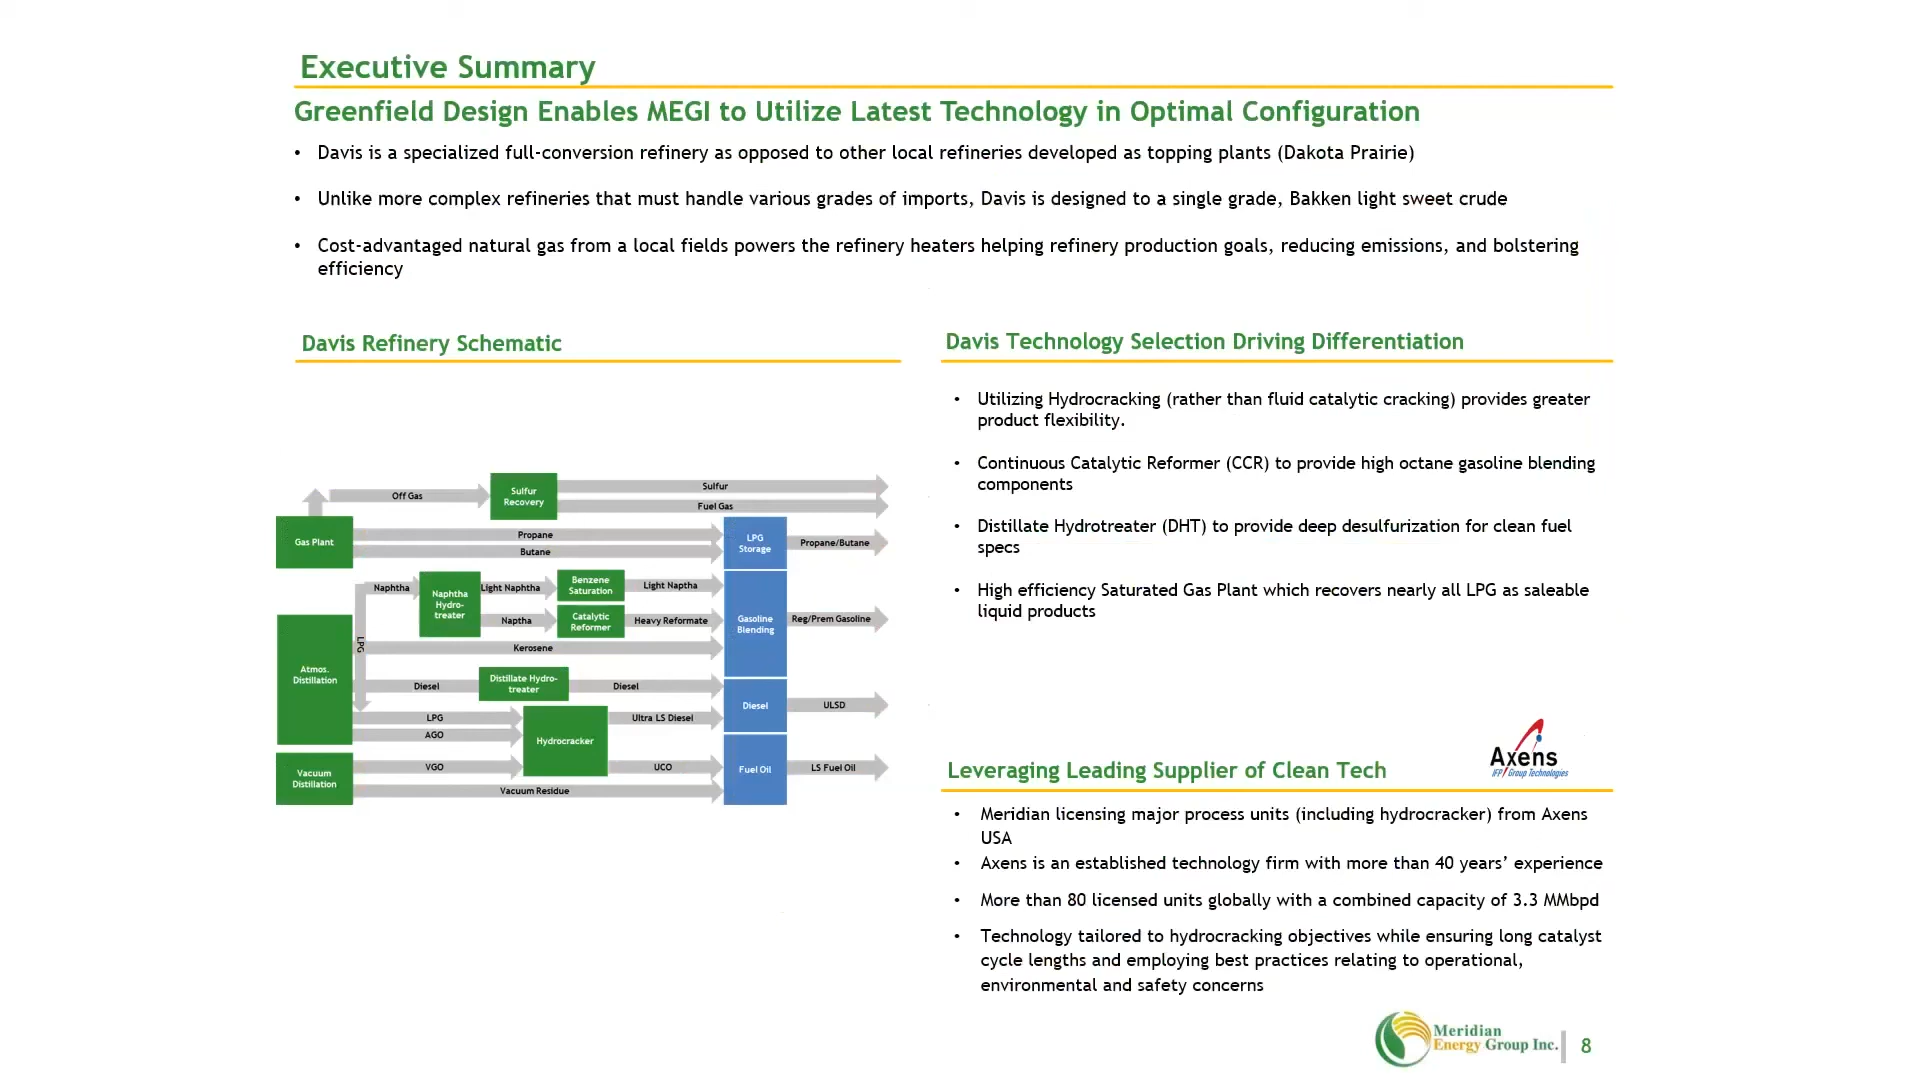 Executive Summary
Greenfield Design Enables MEGI to Utilize Latest Technology in Optimal Configuration
• Davis is a specialized full-conversion refinery as opposed to other local refineries developed as topping plants (Dakota Prairie)
• Unlike more complex refineries that must handle various grades of imports, Davis is designed to a single grade, Bakken light sweet crude
• Cost-advantaged natural gas from a local fields powers the refinery heaters helping refinery production goals, reducing emissions, and bolstering
efficiency
Davis Refinery Schematic
Off Gas
Sulfur
Recovery
Sulfur
Fuel Gas
Gas Plant
Propane
Butane
LPG
Storage
Propane/Butane
Naphtha
Naphtha
Hydro-
treater
Light Naphtha
Benzene
Saturation
Light Naptha
Naptha
Catalytic
Reformer
Heavy Reformate
Gasoline
Blending
Reg/Prem Gasoline
LPG
Kerosene
Atmos.
Distillation
Diesel
Distillate Hydro-
treater
Diesel
Diesel
ULSD
LPG
AGO
Hydrocracker
Ultra LS Diesel
Vacuum
Distillation
VGO
UCO
Fuel Oil
LS Fuel Oil
Vacuum Residue
Davis Technology Selection Driving Differentiation
• Utilizing Hydrocracking (rather than fluid catalytic cracking) provides greater
product flexibility.
• Continuous Catalytic Reformer (CCR) to provide high octane gasoline blending
components
• Distillate Hydrotreater (DHT) to provide deep desulfurization for clean fuel
specs
• High efficiency Saturated Gas Plant which recovers nearly all LPG as saleable
liquid products
Axens
IFP Group Technologies
Leveraging Leading Supplier of Clean Tech
• Meridian licensing major process units (including hydrocracker) from Axens
USA
• Axens is an established technology firm with more than 40 years’ experience
• More than 80 licensed units globally with a combined capacity of 3.3 MMbpd
• Technology tailored to hydrocracking objectives while ensuring long catalyst
cycle lengths and employing best practices relating to operational,
environmental and safety concerns
Meridian
Energy Group Inc.
8